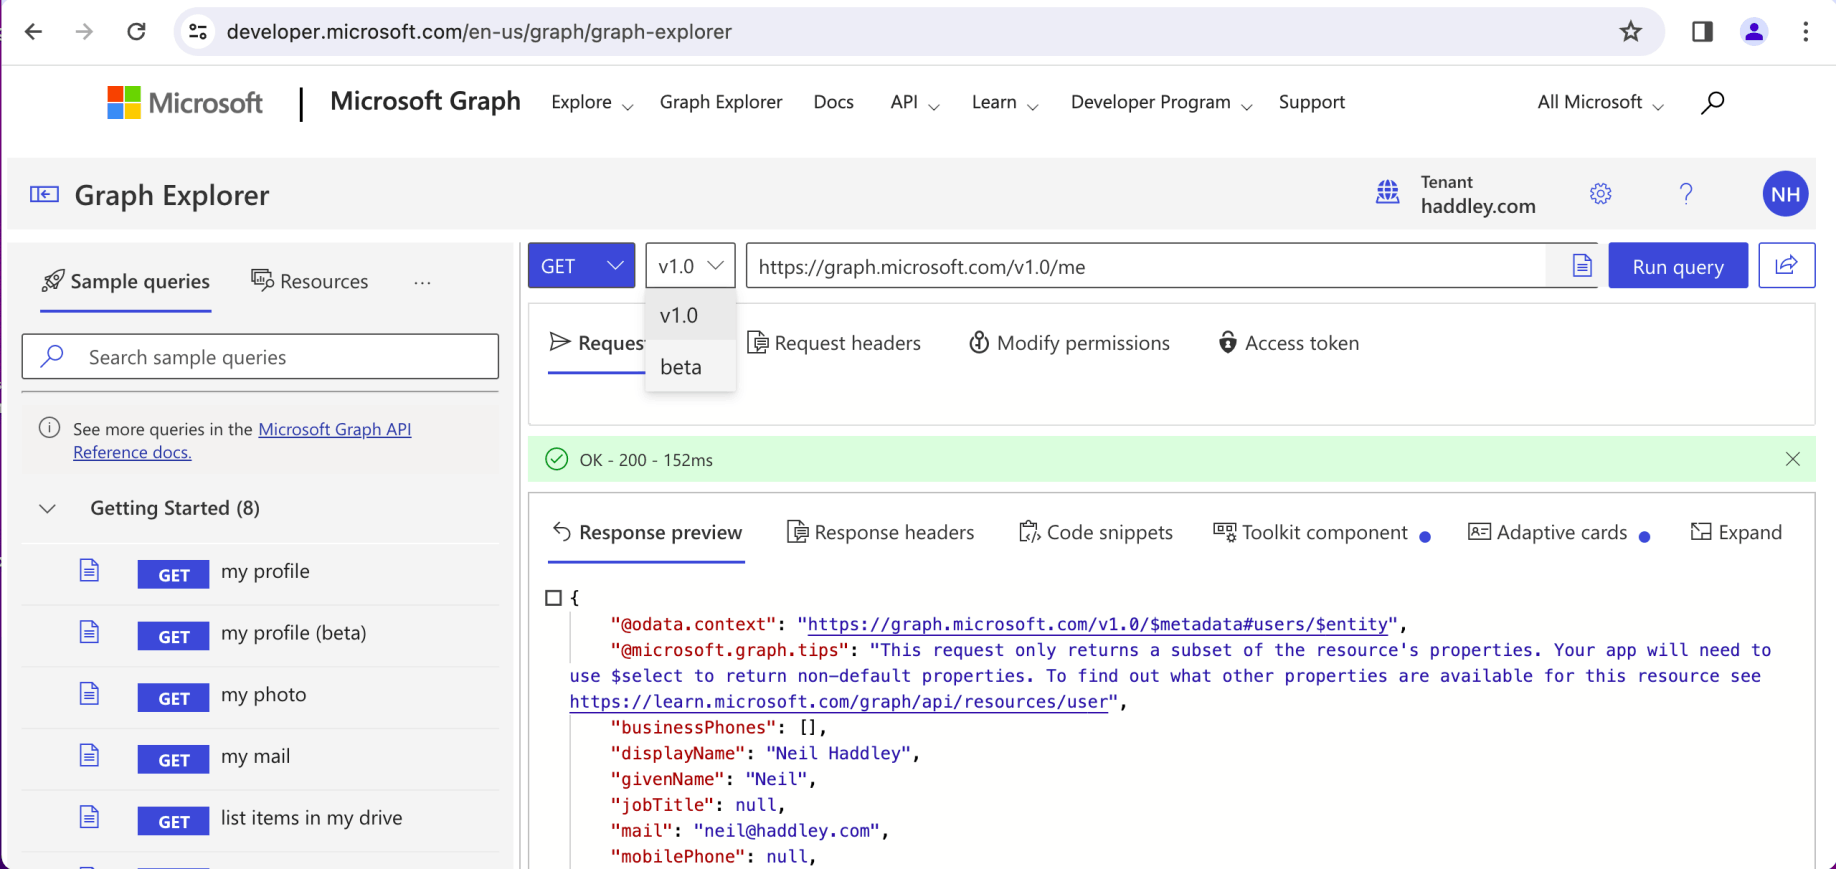 developer.microsoft.com/en-us/graph/graph-explorer
Microsoft
Microsoft Graph
Explore
Graph Explorer
Docs
API
Learn
Developer Program
Support
All Microsoft
Graph Explorer
Tenant
haddley.com
?
NH
Sample queries
Resources
...
Search sample queries
See more queries in the Microsoft Graph API
Reference docs.
Getting Started (8)
GET my profile
GET my profile (beta)
GET my photo
GET my mail
GET list items in my drive
GET
v1.0
https://graph.microsoft.com/v1.0/me
Run query
v1.0
beta
Reques
Request headers
Modify permissions
Access token
OK - 200 - 152ms
Response preview
Response headers
Code snippets
Toolkit component
Adaptive cards
Expand
{
"@odata.context": "https://graph.microsoft.com/v1.0/$metadata#users/$entity",
"@microsoft.graph.tips": "This request only returns a subset of the resource's properties. Your app will need to
use $select to return non-default properties. To find out what other properties are available for this resource see
https://learn.microsoft.com/graph/api/resources/user",
"businessPhones": [],
"displayName": "Neil Haddley",
"givenName": "Neil",
"jobTitle": null,
"mail": "neil@haddley.com",
"mobilePhone": null,